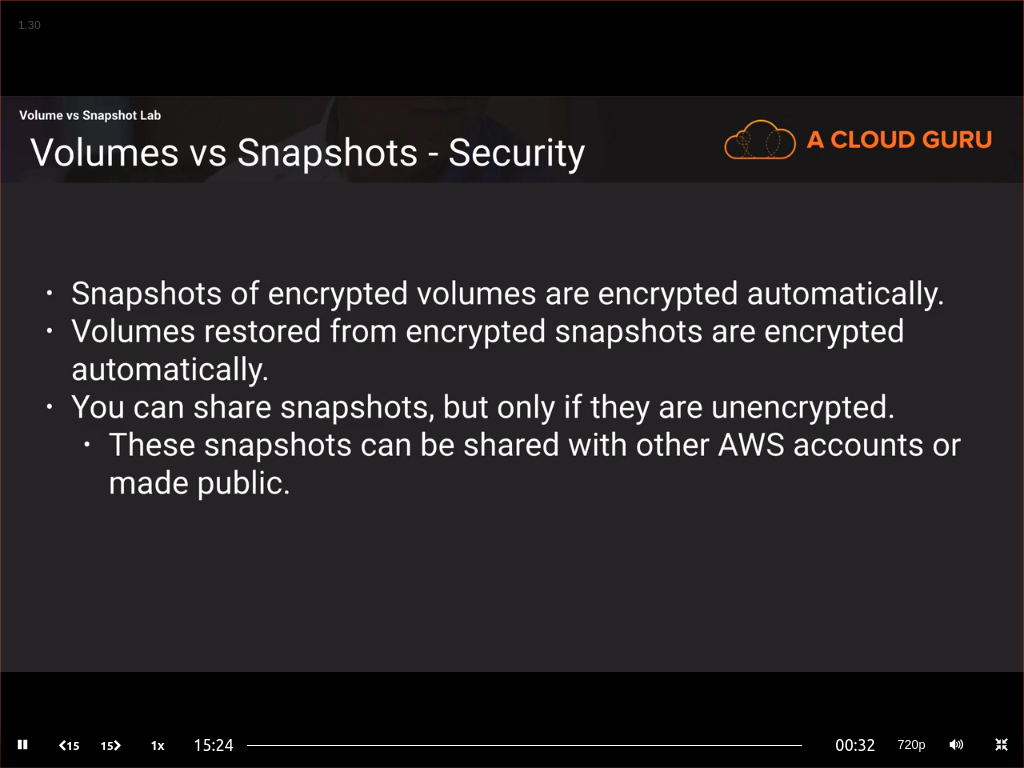 1.30
Volume vs Snapshot Lab
Volumes vs Snapshots - Security
A CLOUD GURU
• Snapshots of encrypted volumes are encrypted automatically.
• Volumes restored from encrypted snapshots are encrypted
automatically.
• You can share snapshots, but only if they are unencrypted.
• These snapshots can be shared with other AWS accounts or
made public.
15 15 1x 15:24 00:32 720p